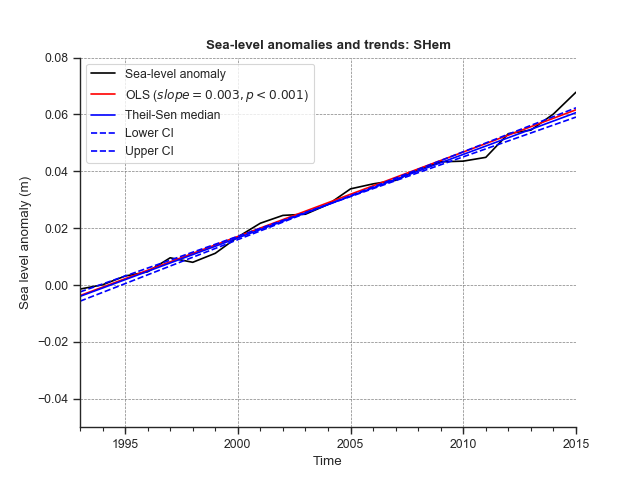 Sea-level anomalies and trends: SHem
0.08
Sea-level anomaly
OLS (slope = 0.003, p < 0.001)
Theil-Sen median
Lower CI
Upper CI
0.06
0.04
0.02
0.00
−0.02
−0.04
Sea level anomaly (m)
1995 2000 2005 2010 2015
Time